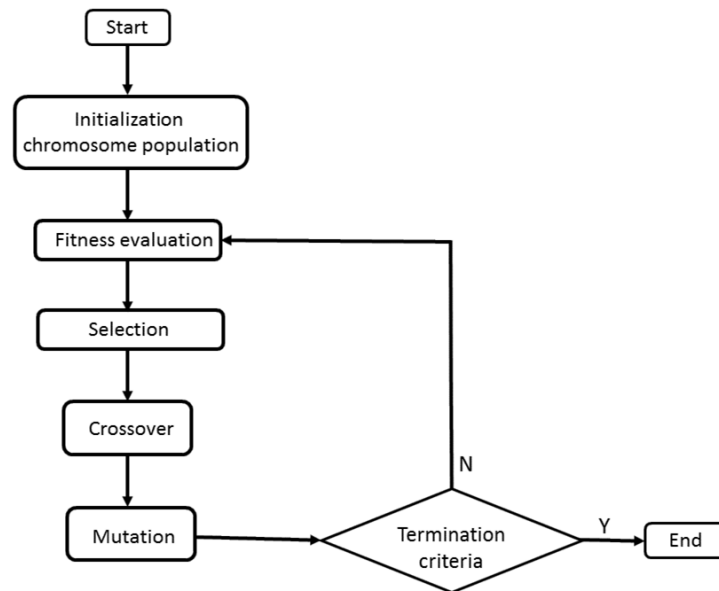 Start
Initialization
chromosome population
Fitness evaluation
Selection
Crossover
N
Mutation
Termination
criteria
Y
End